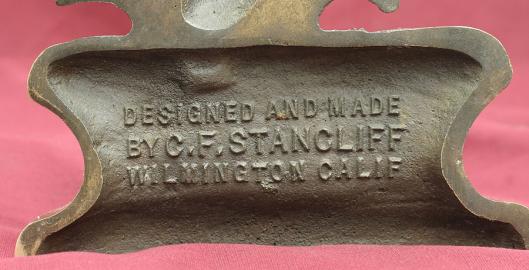 DESIGNED AND MADE
BY C.F. STANCLIFF
WILMINGTON CALIF